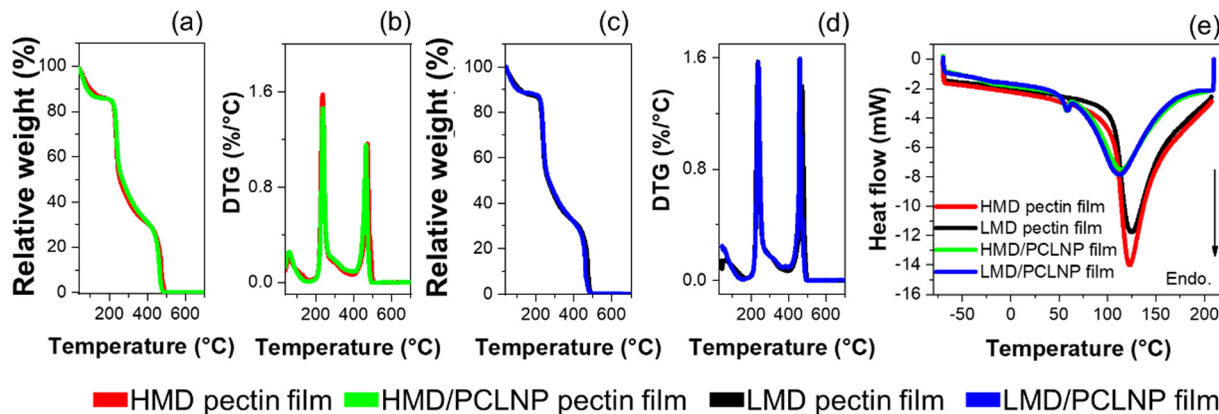 (a)
(b)
(c)
(d)
(e)
Relative weight (%)
100
80
60
40
20
0
200 400 600
Temperature (°C)
DTG (%/°C)
1.6
0.8
0.0
200 400 600
Temperature (°C)
Relative weight (%)
100
80
60
40
20
0
200 400 600
Temperature (°C)
DTG (%/°C)
1.6
0.8
0.0
200 400 600
Temperature (°C)
Heat flow (mW)
2
0
-2
-4
-6
-8
-10
-12
-14
-16
-50 0 50 100 150 200
Temperature (°C)
HMD pectin film
LMD pectin film
HMD/PCLNP film
LMD/PCLNP film
Endo.
HMD pectin film HMD/PCLNP pectin film LMD pectin film LMD/PCLNP pectin film